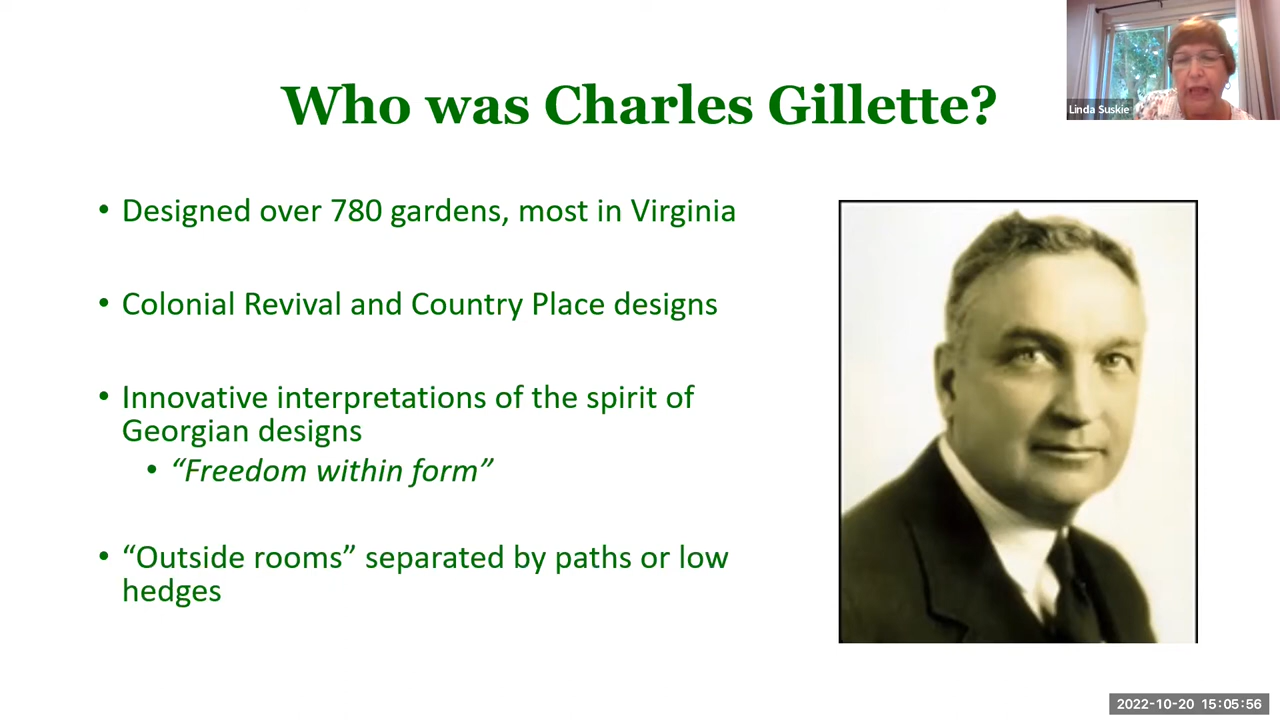 Who was Charles Gillette?
Linda Suskie
• Designed over 780 gardens, most in Virginia
• Colonial Revival and Country Place designs
• Innovative interpretations of the spirit of
Georgian designs
• “Freedom within form”
• “Outside rooms” separated by paths or low
hedges
2022-10-20 15:05:56